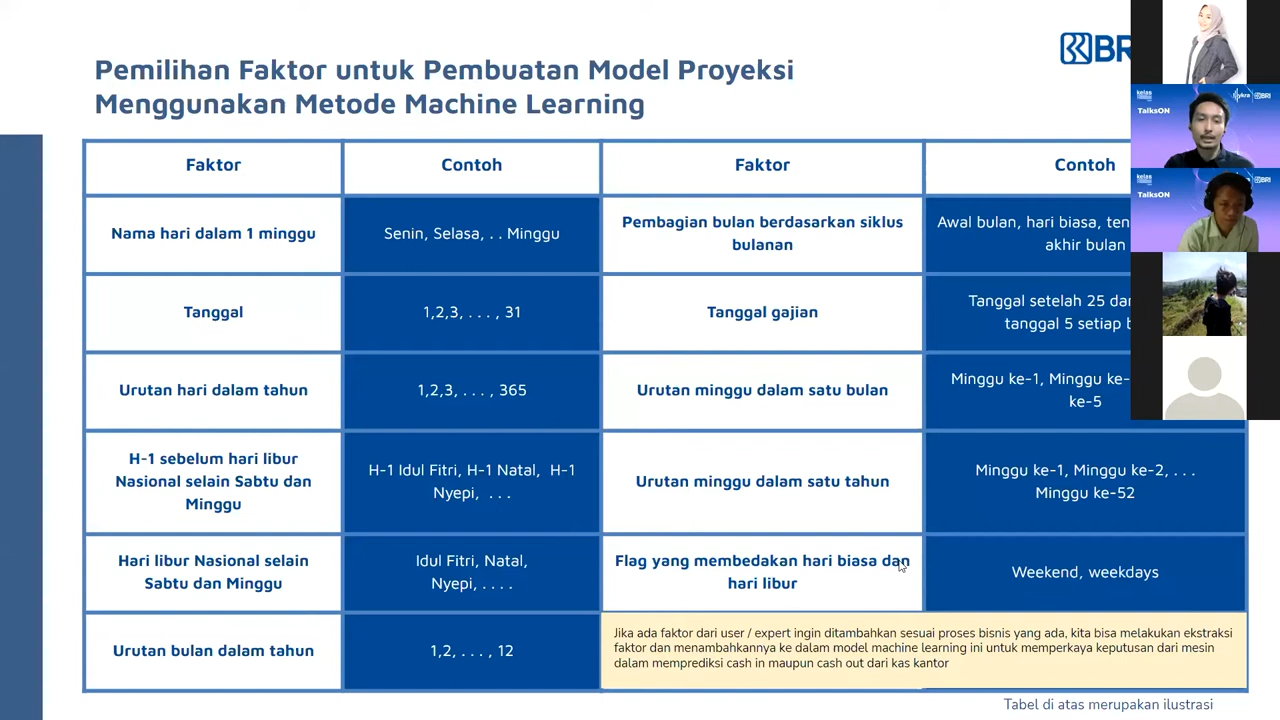 Pemilihan Faktor untuk Pembuatan Model Proyeksi
Menggunakan Metode Machine Learning
BRI
Faktor
Contoh
Faktor
Contoh
Nama hari dalam 1 minggu
Senin, Selasa, . . Minggu
Pembagian bulan berdasarkan siklus
bulanan
Awal bulan, hari biasa,
akhir bulan
Tanggal
1,2,3, . . . , 31
Tanggal gajian
Tanggal setelah 25
tanggal 5 setiap
Urutan hari dalam tahun
1,2,3, . . . , 365
Urutan minggu dalam satu bulan
Minggu ke-1, Minggu ke-
ke-5
H-1 sebelum hari libur
Nasional selain Sabtu dan
Minggu
H-1 Idul Fitri, H-1 Natal, H-1
Nyepi, . . .
Urutan minggu dalam satu tahun
Minggu ke-1, Minggu ke-2, . . .
Minggu ke-52
Hari libur Nasional selain
Sabtu dan Minggu
Idul Fitri, Natal,
Nyepi, . . . .
Flag yang membedakan hari biasa dan
hari libur
Weekend, weekdays
Urutan bulan dalam tahun
1,2, . . . , 12
Jika ada faktor dari user / expert ingin ditambahkan sesuai proses bisnis yang ada, kita bisa melakukan ekstraksi
faktor dan menambahkannya ke dalam model machine learning ini untuk memperkaya keputusan dari mesin
dalam memprediksi cash in maupun cash out dari kas kantor
Tabel di atas merupakan ilustrasi
kelas
BRI
TalksON
kelas
BRI
TalksON